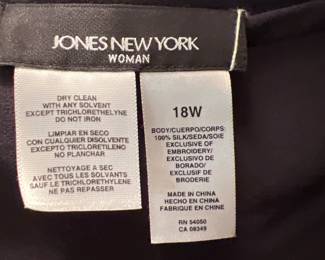 JONES NEW YORK
WOMAN
DRY CLEAN
WITH ANY SOLVENT
EXCEPT TRICHLORETHYLENE
DO NOT IRON
LIMPIAR EN SECO
CON CUALQUIER DISOLVENTE
EXCEPTO TRICLORETILENO
NO PLANCHAR
NETTOYAGE A SEC
AVEC TOUS LES SOLVANTS
SAUF LE TRICHLORETHYLENE
NE PAS REPASSER
18W
BODY/CUERPO/CORPS:
100% SILK/SEDA/SOIE
EXCLUSIVE OF
EMBROIDERY/
EXCLUSIVO DE
BORADO/
EXCLUSIF DE
BRODERIE
MADE IN CHINA
HECHO EN CHINA
FABRIQUE EN CHINE
RN 54050
CA 08349